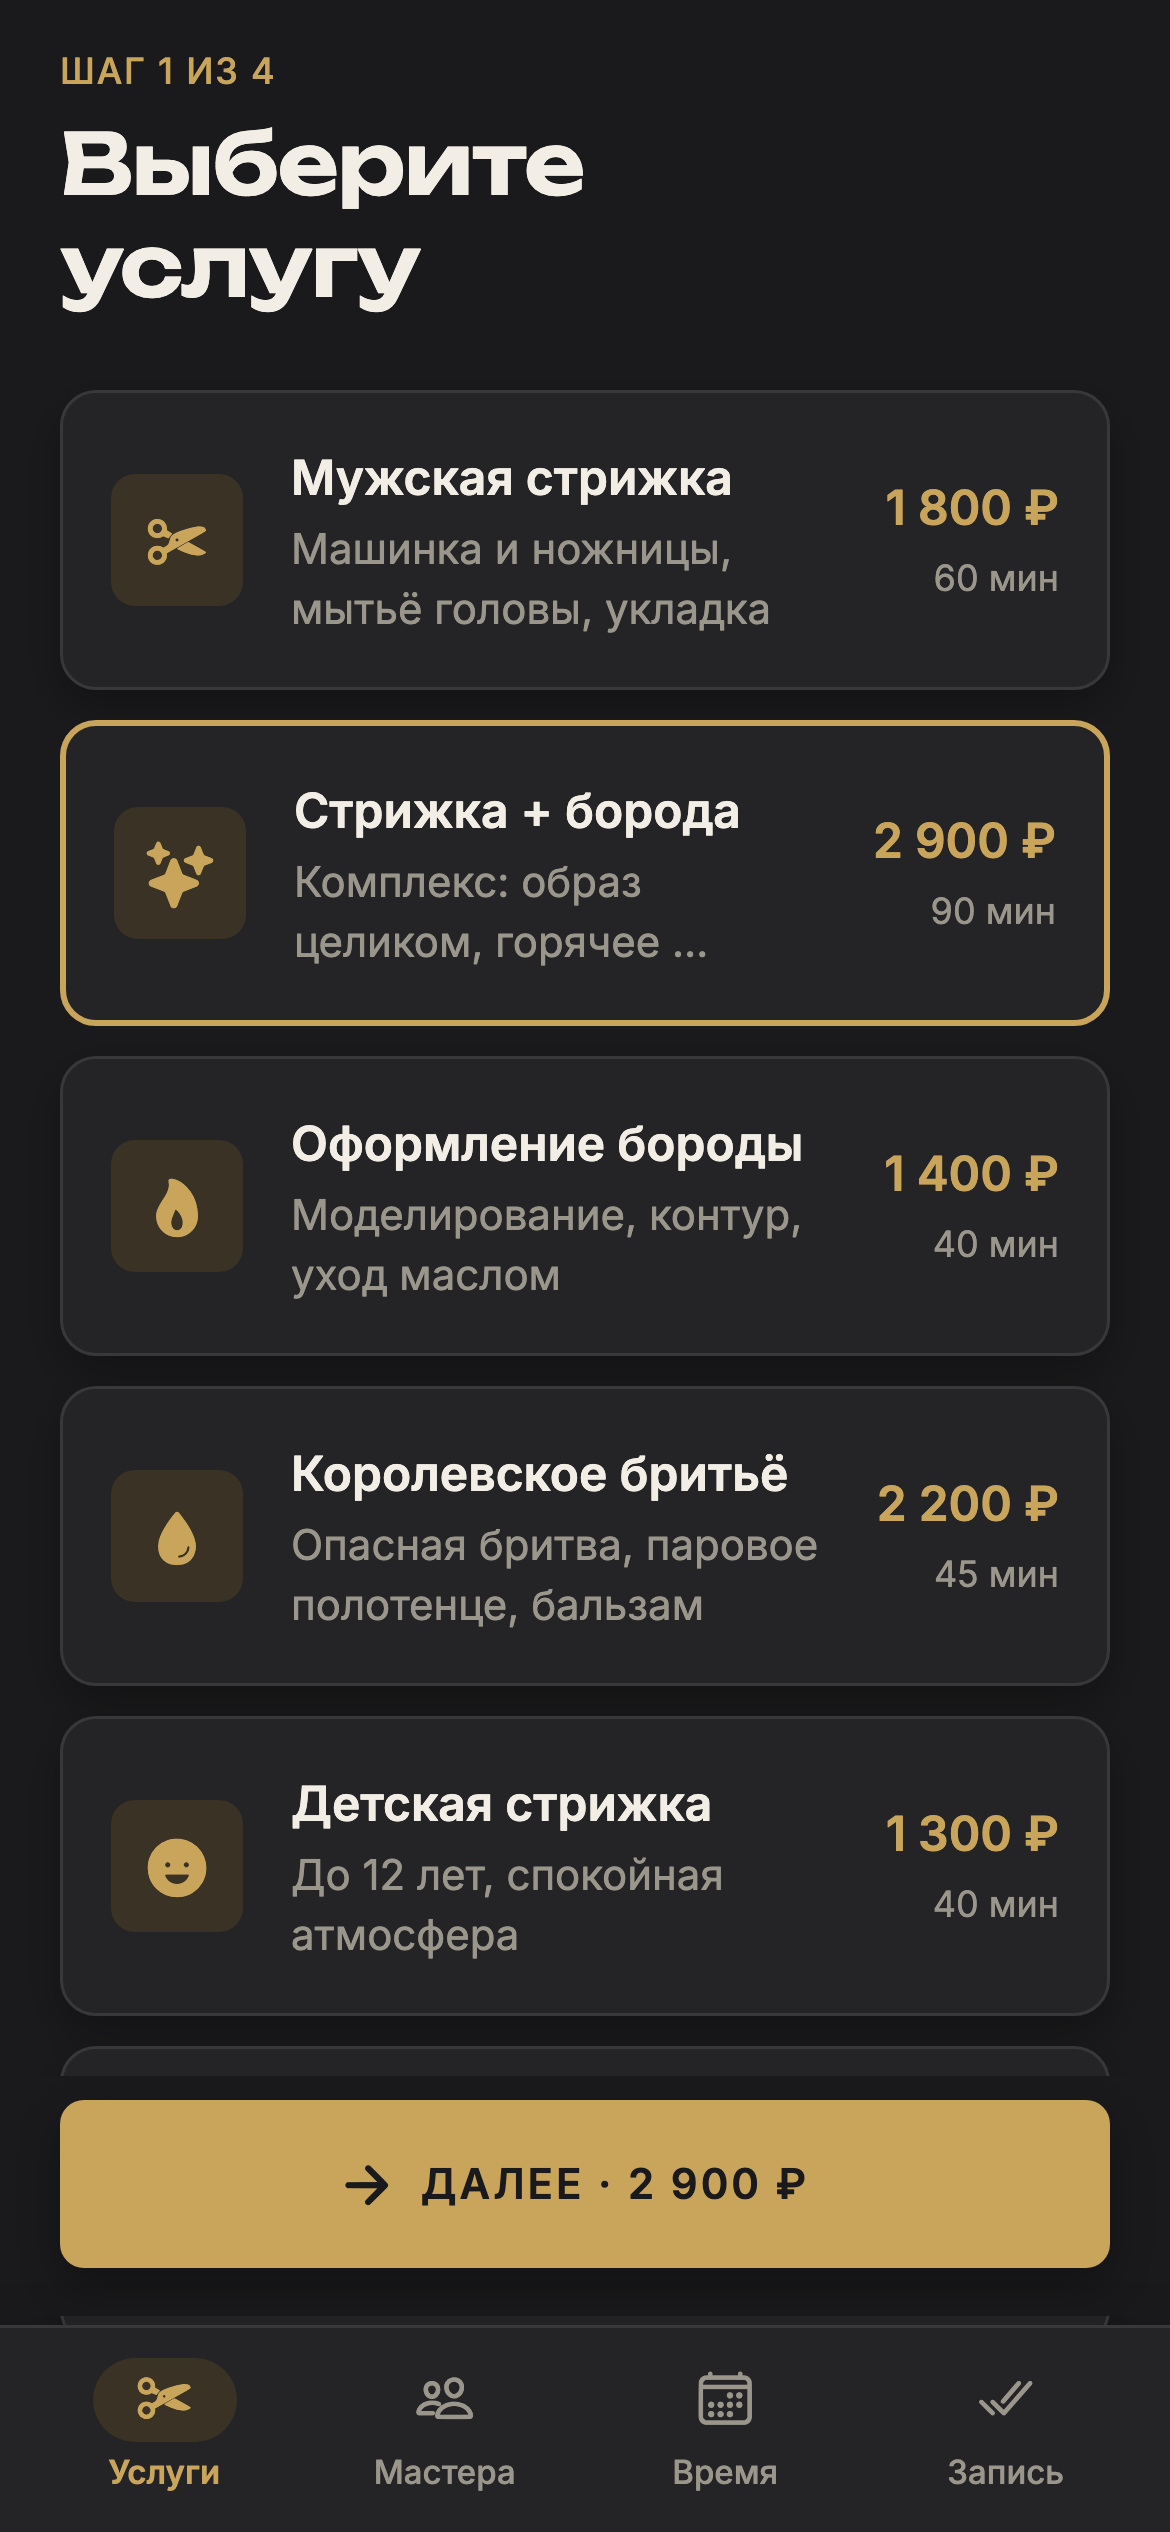 ШАГ 1 ИЗ 4
Выберите
услугу
Мужская стрижка
Машинка и ножницы,
мытьё головы, укладка
1 800 ₽
60 мин
Стрижка + борода
Комплекс: образ
целиком, горячее ...
2 900 ₽
90 мин
Оформление бороды
Моделирование, контур,
уход маслом
1 400 ₽
40 мин
Королевское бритьё
Опасная бритва, паровое
полотенце, бальзам
2 200 ₽
45 мин
Детская стрижка
До 12 лет, спокойная
атмосфера
1 300 ₽
40 мин
ДАЛЕЕ · 2 900 ₽
Услуги
Мастера
Время
Запись